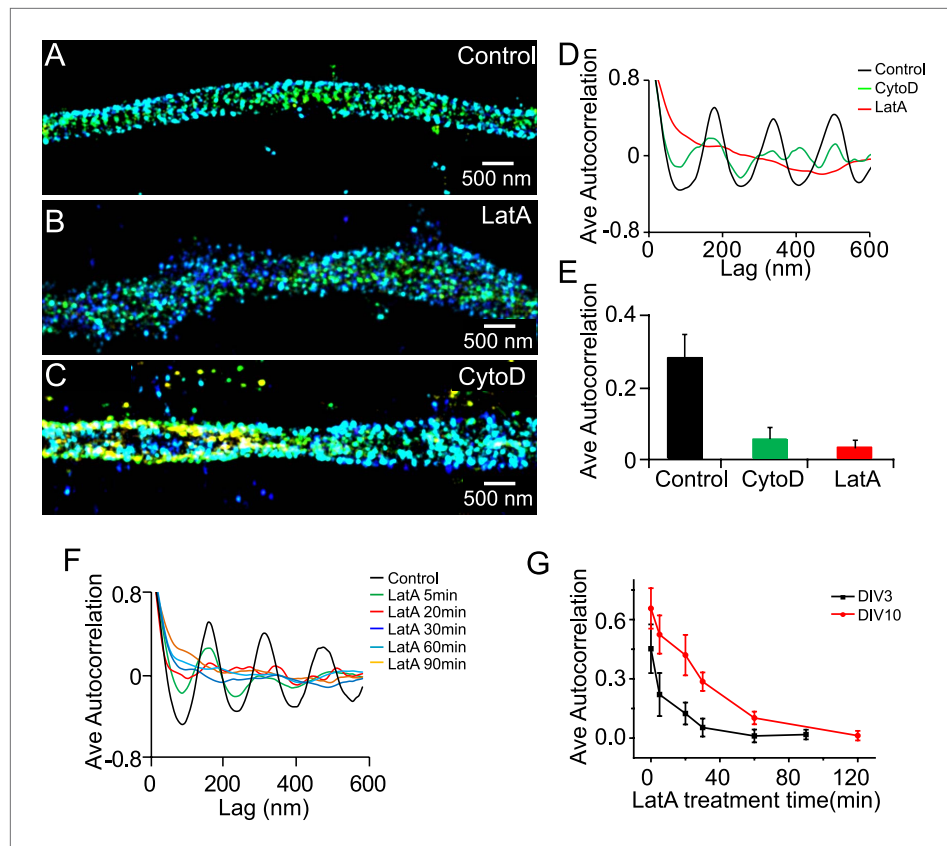 A
Control
500 nm
B
LatA
500 nm
C
CytoD
500 nm
D
Ave Autocorrelation
0.8
0
-0.8
0
200
400
600
Lag (nm)
Control
CytoD
LatA
E
Ave Autocorrelation
0.4
0.2
0
Control
CytoD
LatA
F
Ave Autocorrelation
0.8
0
-0.8
0
200
400
600
Lag (nm)
Control
LatA 5min
LatA 20min
LatA 30min
LatA 60min
LatA 90min
G
Ave Autocorrelation
0.6
0.3
0.0
0
40
80
120
LatA treatment time(min)
DIV3
DIV10